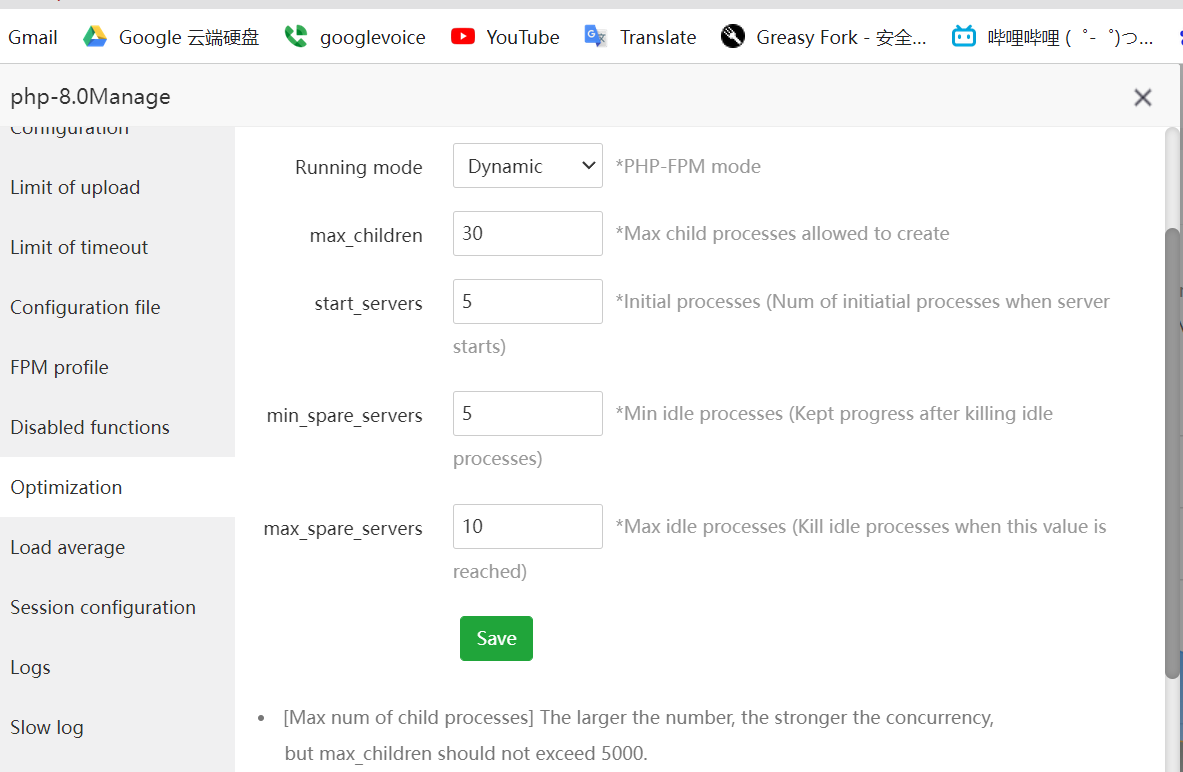 Gmail Google 云端硬盘 googlevoice YouTube Translate Greasy Fork - 安全... 哔哩哔哩 ( ゜- ゜)つ...
php-8.0Manage
Configuration
Running mode Dynamic *PHP-FPM mode
Limit of upload
max_children 30 *Max child processes allowed to create
Limit of timeout
start_servers 5 *Initial processes (Num of initiatial processes when server
Configuration file
starts)
FPM profile
min_spare_servers 5 *Min idle processes (Kept progress after killing idle
Disabled functions
processes)
Optimization
max_spare_servers 10 *Max idle processes (Kill idle processes when this value is
Load average
reached)
Session configuration
Save
Logs
Slow log
• [Max num of child processes] The larger the number, the stronger the concurrency,
but max_children should not exceed 5000.